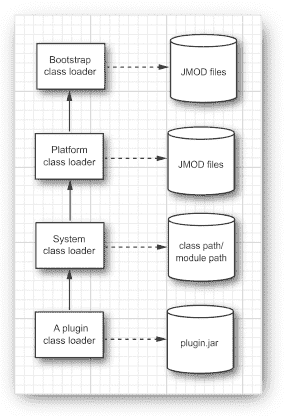 Bootstrap
class loader
JMOD files
Platform
class loader
JMOD files
System
class loader
class path/
module path
A plugin
class loader
plugin.jar